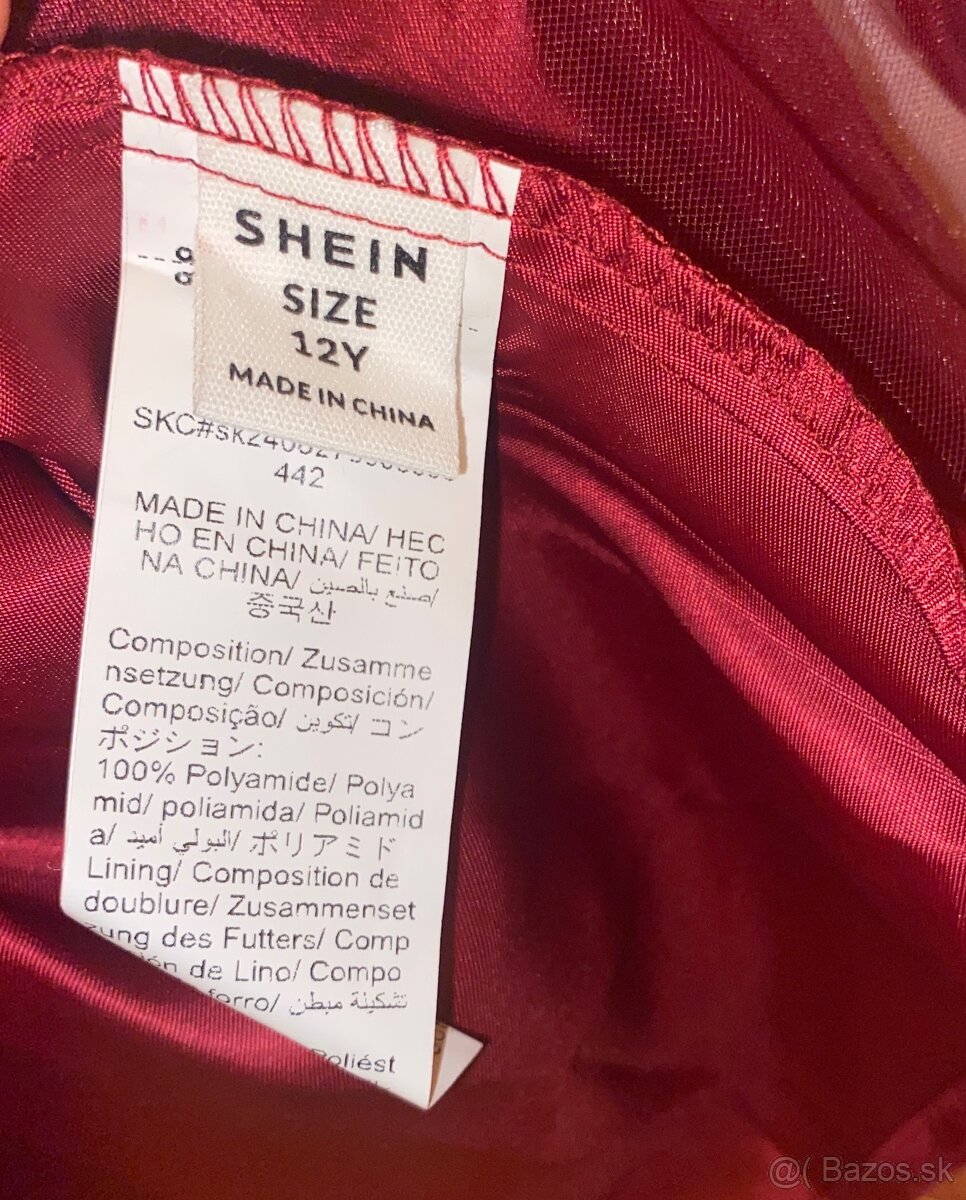 SHEIN
SIZE
12Y
MADE IN CHINA
442
MADE IN CHINA/ HEC
HO EN CHINA/ FEITO
NA CHINA/ صنع بالصين/
중국산
Composition/ Zusamme
nsetzung/ Composición/
Composição/ تكوين/ コン
ポジション:
100% Polyamide/ Polya
mid/ poliamida/ Poliamid
a/ البولي أميد/ ポリアミド
Lining/ Composition de
doublure/ Zusammenset
zung des Futters/ Comp
de Lino/ Compo
forro/ تشكيلة مبطن/
Poliést
@( Bazos.sk